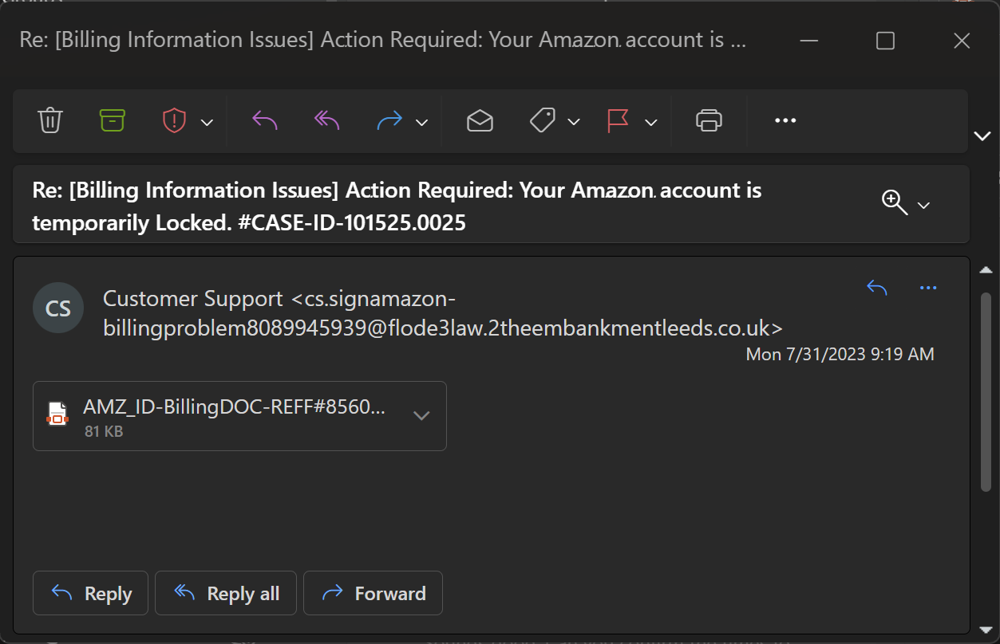 Re: [Billing Information Issues] Action Required: Your Amazon. account is ...
Re: [Billing Information Issues] Action Required: Your Amazon. account is
temporarily Locked. #CASE-ID-101525.0025
CS
Customer Support <cs.signamazon-
billingproblem8089945939@flode3law.2theembankmentleeds.co.uk>
Mon 7/31/2023 9:19 AM
AMZ_ID-BillingDOC-REFF#8560...
81 KB
Reply
Reply all
Forward